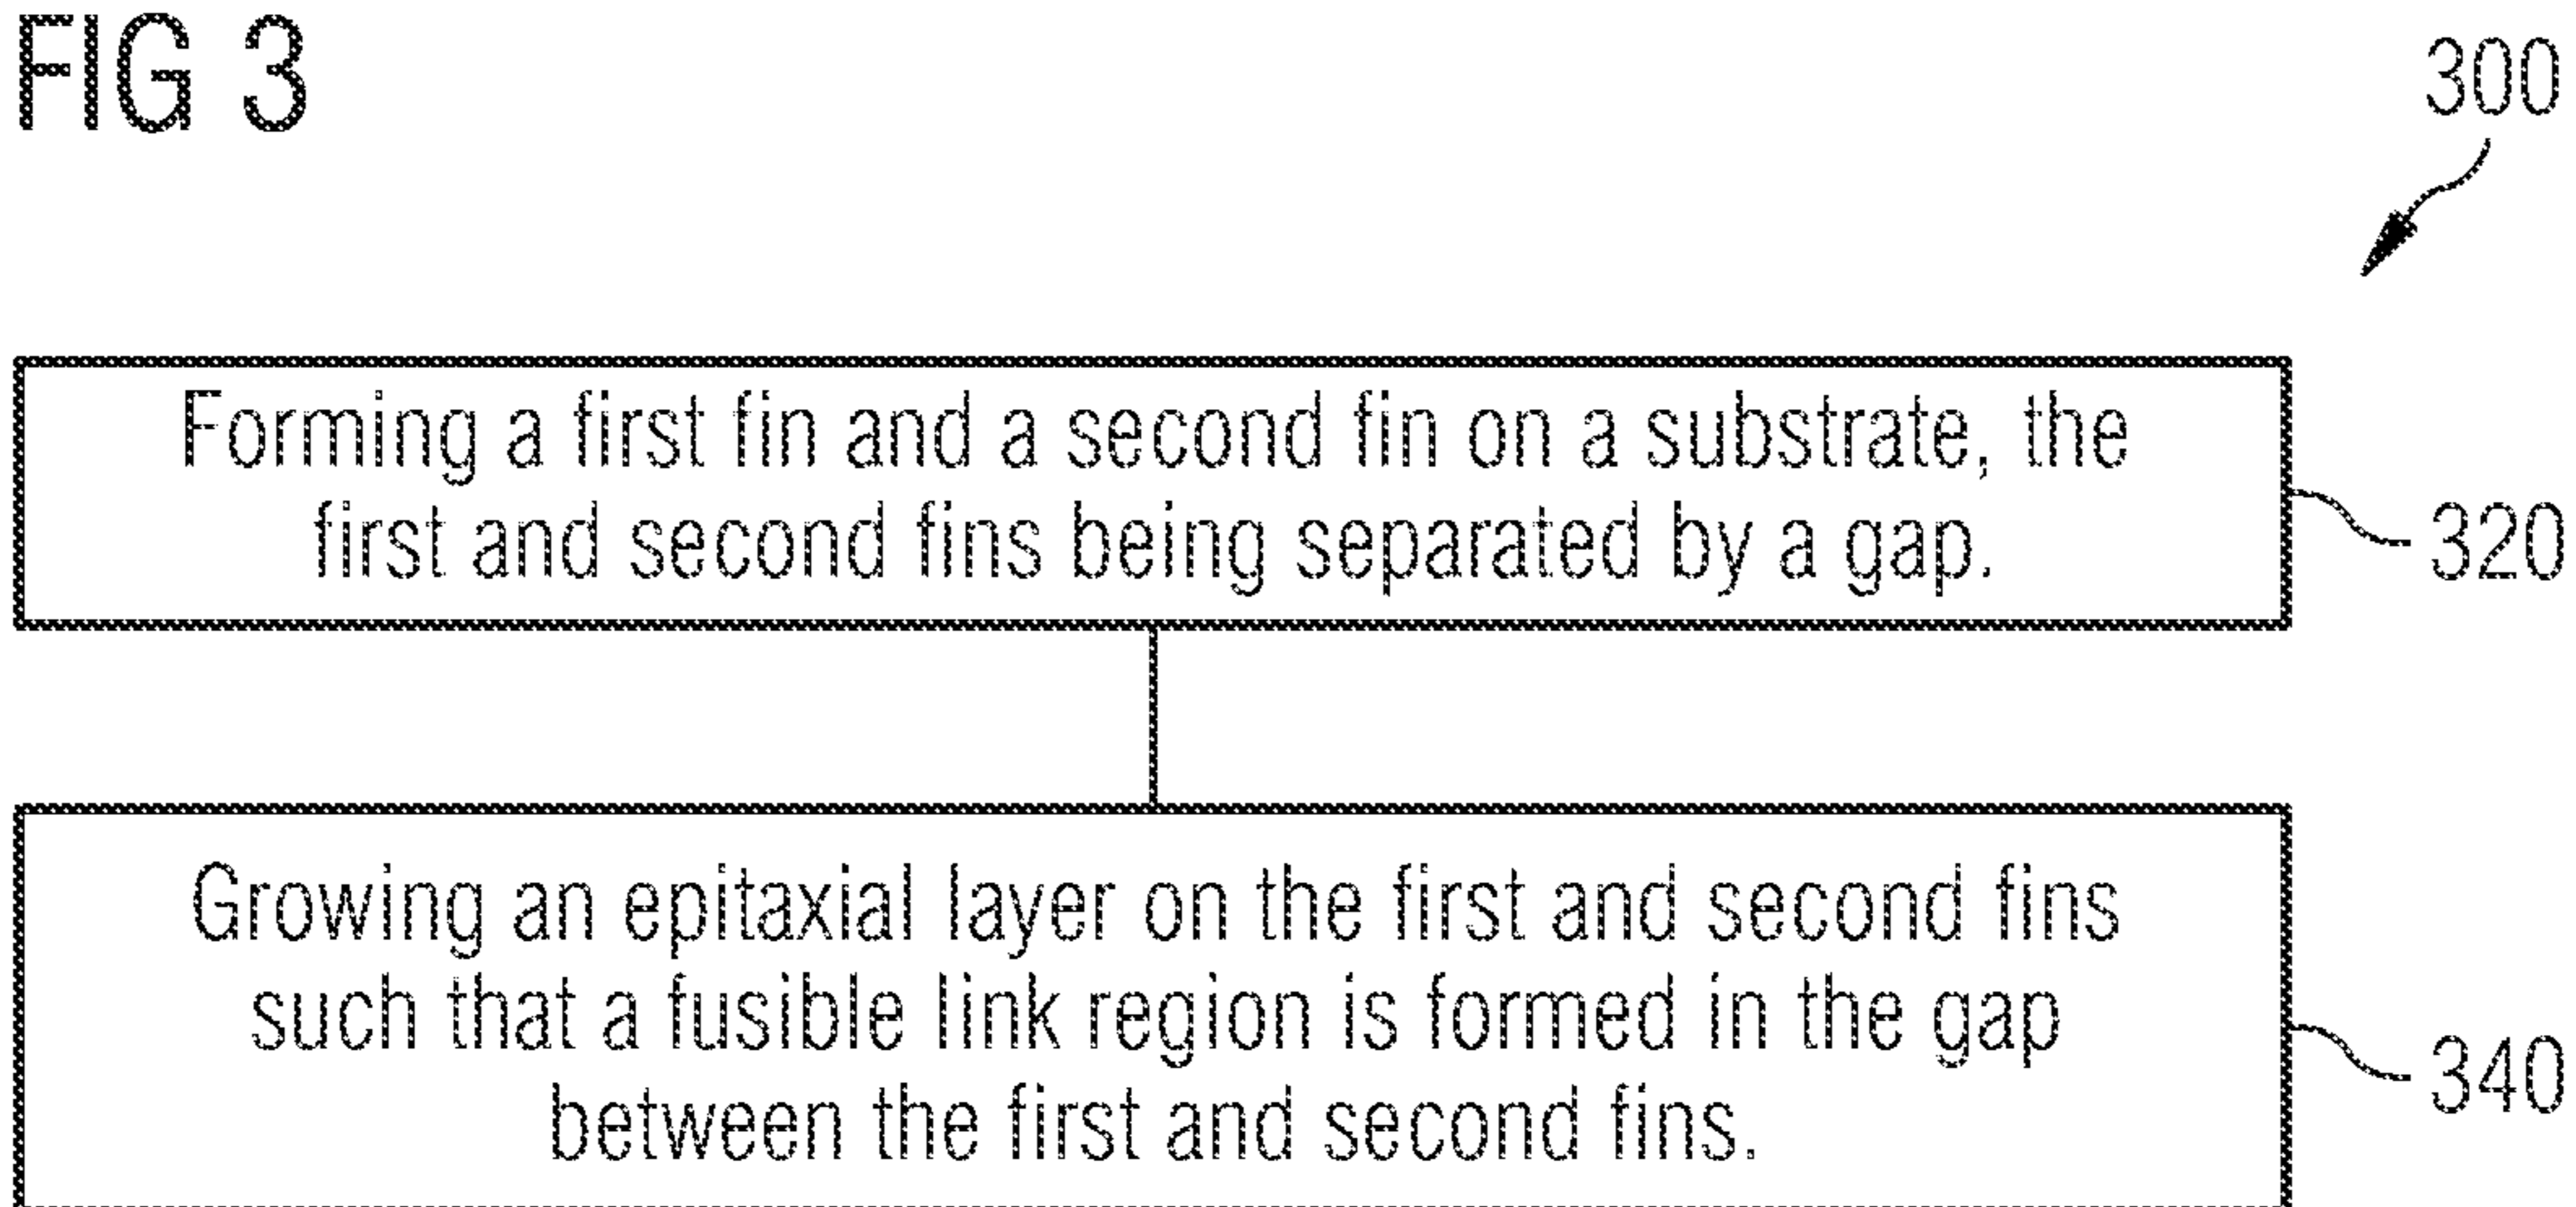 FIG 3
300
Forming a first fin and a second fin on a substrate, the
first and second fins being separated by a gap.
320
Growing an epitaxial layer on the first and second fins
such that a fusible link region is formed in the gap
between the first and second fins.
340